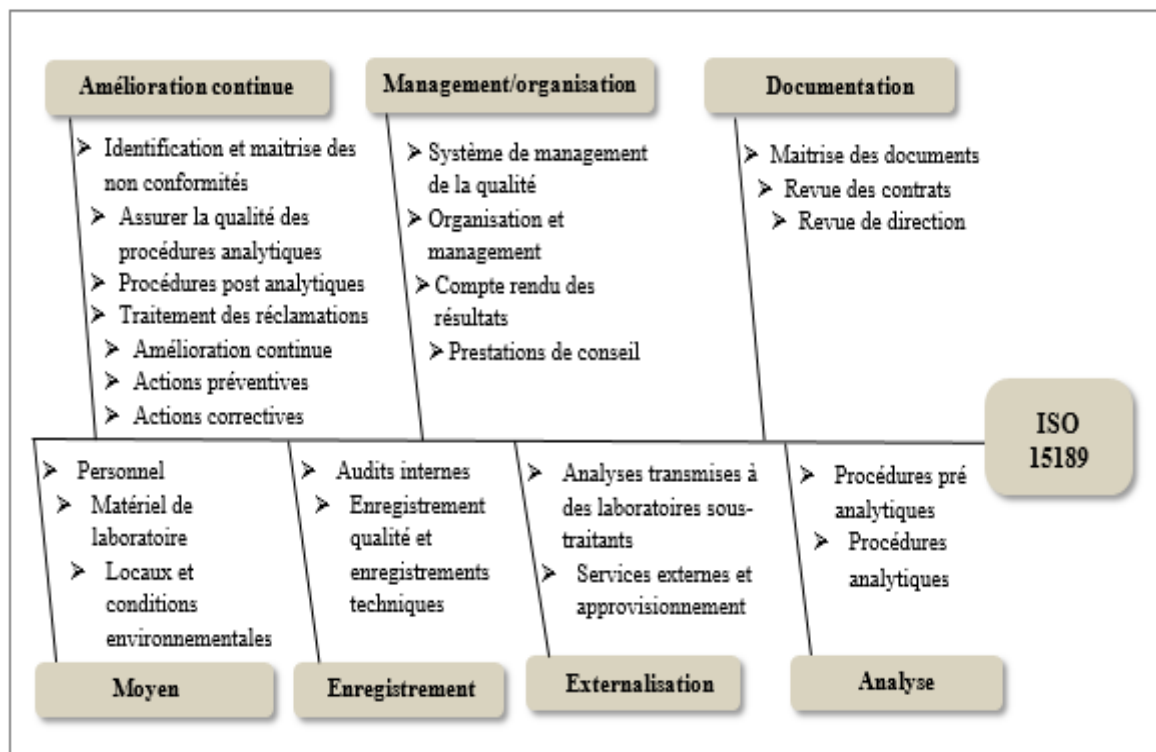 Amélioration continue
Identification et maitrise des
non conformités
Assurer la qualité des
procédures analytiques
Procédures post analytiques
Traitement des réclamations
Amélioration continue
Actions préventives
Actions correctives
Management/organisation
Système de management
de la qualité
Organisation et
management
Compte rendu des
résultats
Prestations de conseil
Documentation
Maitrise des documents
Revue des contrats
Revue de direction
ISO
15189
Personnel
Matériel de
laboratoire
Locaux et
conditions
environnementales
Moyen
Audits internes
Enregistrement
qualité et
enregistrements
techniques
Enregistrement
Analyses transmises à
des laboratoires sous-
traitants
Services externes et
approvisionnement
Externalisation
Procédures pré
analytiques
Procédures
analytiques
Analyse